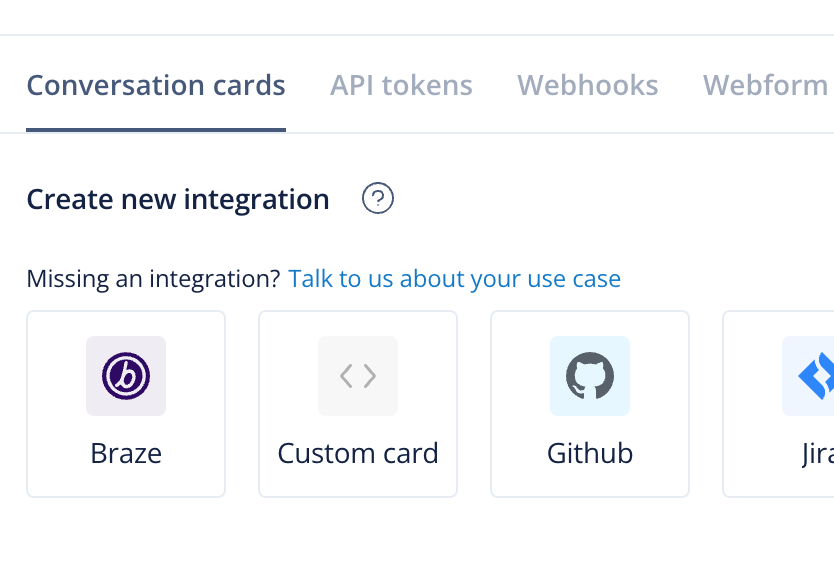 Conversation cards API tokens Webhooks Webform
Create new integration ?
Missing an integration? Talk to us about your use case
b
Braze Custom card Github Jira